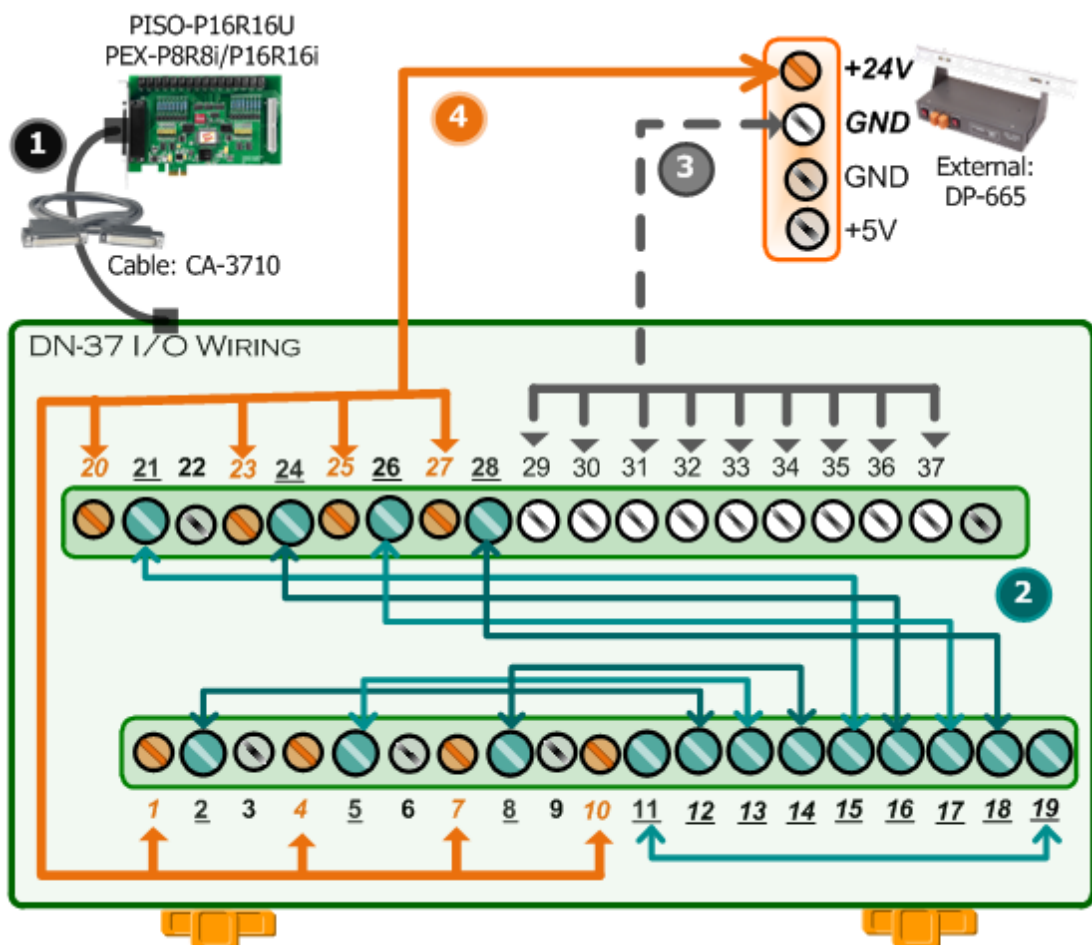 PISO-P16R16U
PEX-P8R8i/P16R16i
1
Cable: CA-3710
4
3
+24V
GND
GND
+5V
External:
DP-665
DN-37 I/O WIRING
20 21 22 23 24 25 26 27 28 29 30 31 32 33 34 35 36 37
2
1 2 3 4 5 6 7 8 9 10 11 12 13 14 15 16 17 18 19